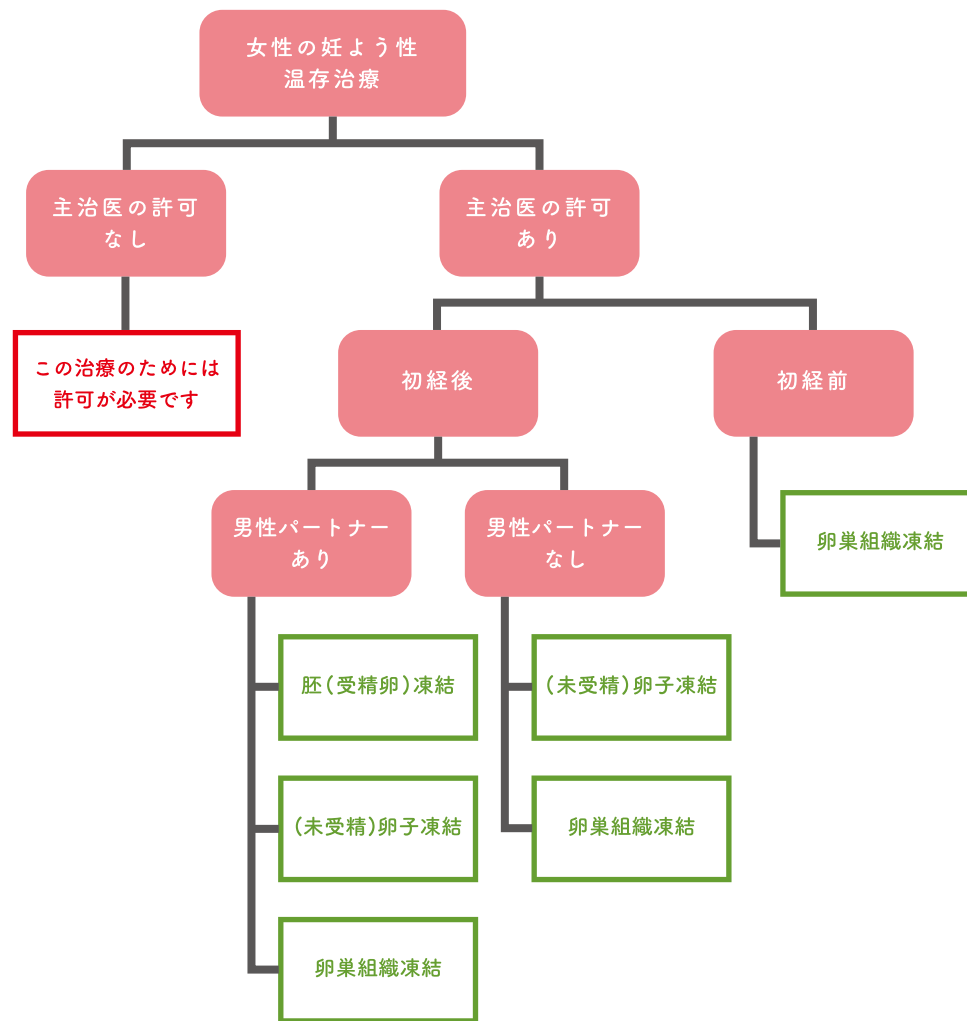 女性の妊よう性
温存治療
主治医の許可
なし
主治医の許可
あり
この治療のためには
許可が必要です
初経後
初経前
男性パートナー
あり
男性パートナー
なし
卵巣組織凍結
胚(受精卵)凍結
(未受精)卵子凍結
(未受精)卵子凍結
卵巣組織凍結
卵巣組織凍結